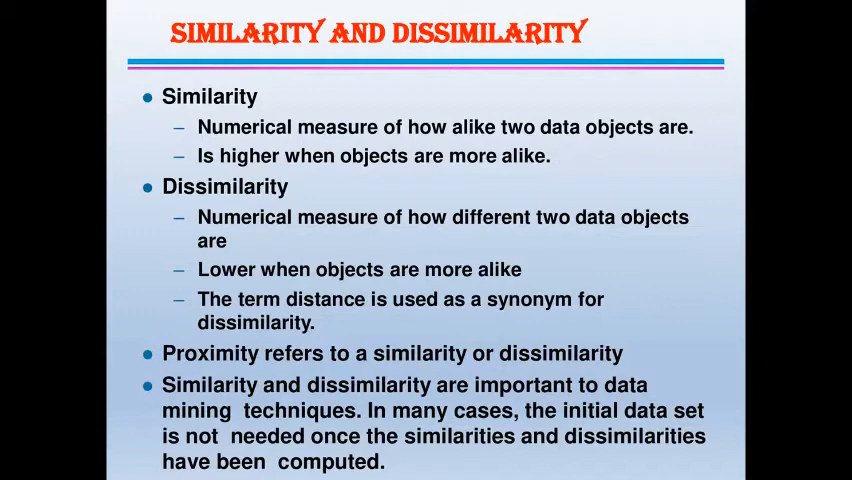 SIMILARITY AND DISSIMILARITY
● Similarity
– Numerical measure of how alike two data objects are.
– Is higher when objects are more alike.
● Dissimilarity
– Numerical measure of how different two data objects
are
– Lower when objects are more alike
– The term distance is used as a synonym for
dissimilarity.
● Proximity refers to a similarity or dissimilarity
● Similarity and dissimilarity are important to data
mining techniques. In many cases, the initial data set
is not needed once the similarities and dissimilarities
have been computed.